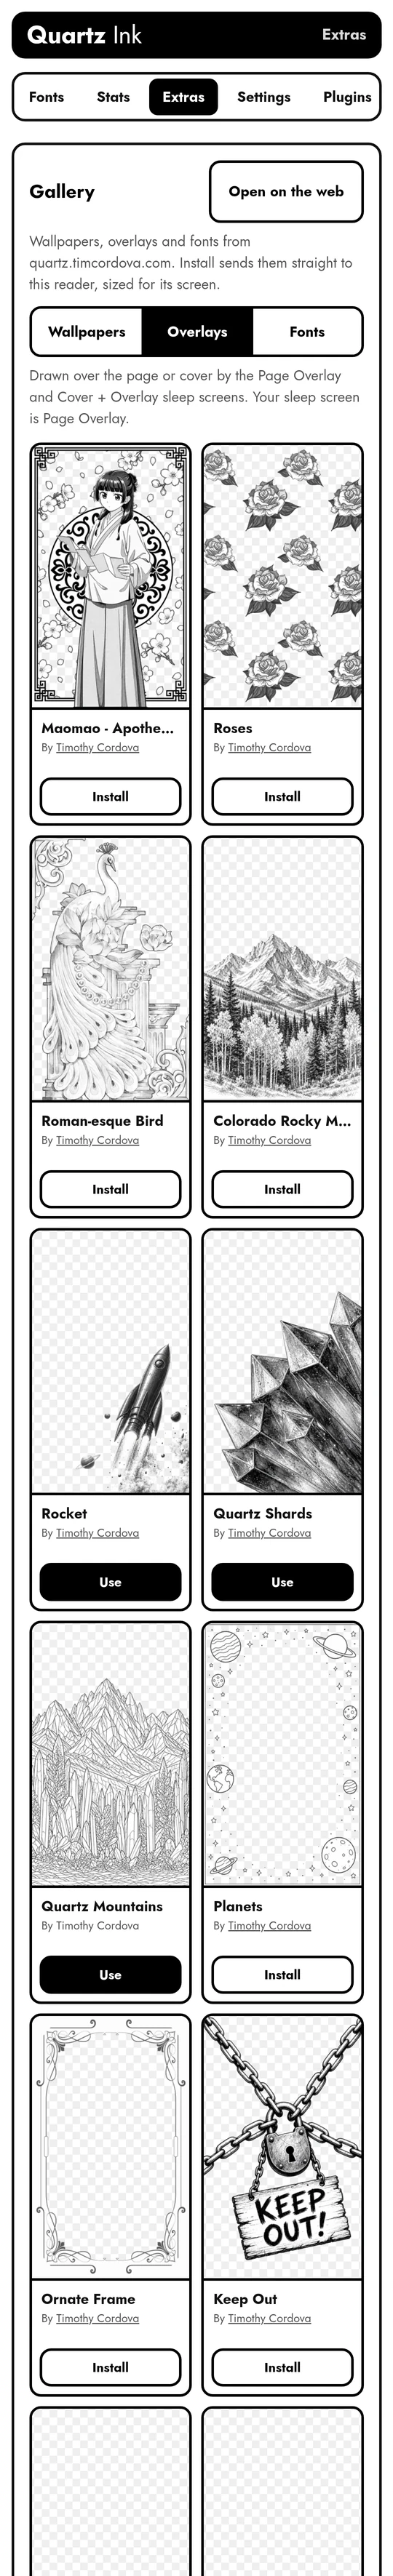 Quartz Ink
Extras
Fonts
Stats
Extras
Settings
Plugins
Gallery
Open on the web
Wallpapers, overlays and fonts from
quartz.timcordova.com. Install sends them straight to
this reader, sized for its screen.
Wallpapers
Overlays
Fonts
Drawn over the page or cover by the Page Overlay
and Cover + Overlay sleep screens. Your sleep screen
is Page Overlay.
Maomao - Apothe...
By Timothy Cordova
Install
Roses
By Timothy Cordova
Install
Roman-esque Bird
By Timothy Cordova
Install
Colorado Rocky M...
By Timothy Cordova
Install
Rocket
By Timothy Cordova
Use
Quartz Shards
By Timothy Cordova
Use
Quartz Mountains
By Timothy Cordova
Use
Planets
By Timothy Cordova
Install
Ornate Frame
By Timothy Cordova
Install
KEEP
OUT!
Keep Out
By Timothy Cordova
Install